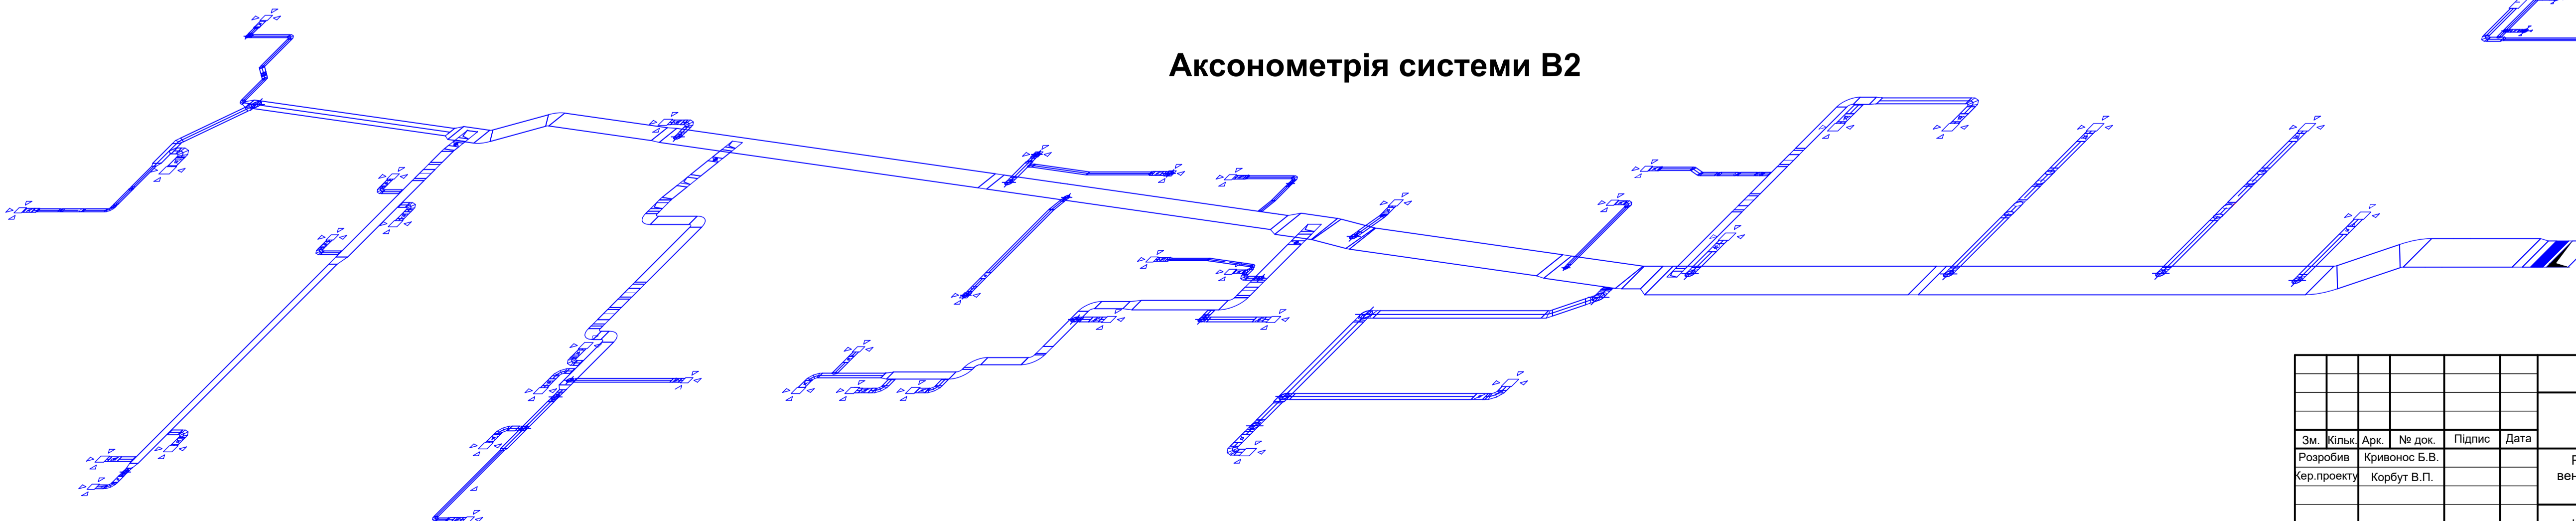 Аксонометрія системи В2
Зм. Кільк. Арк. № док. Підпис Дата
Розробив Кривонос Б.В.
Кер.проекту Корбут В.П.